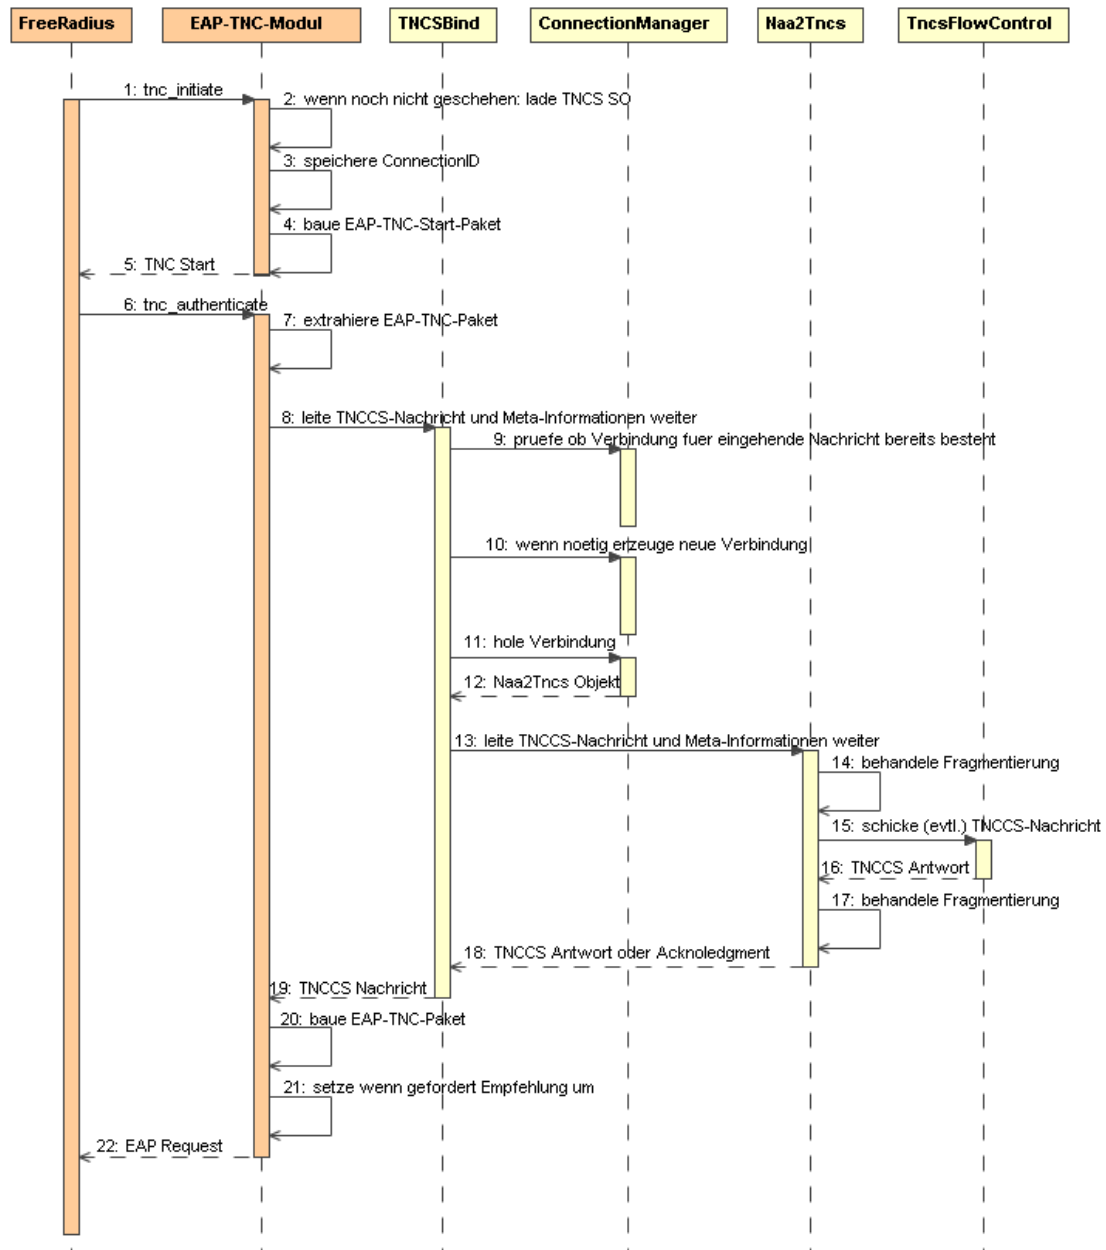 FreeRadius EAP-TNC-Modul TNCSBind ConnectionManager Naa2Tncs TncsFlowControl
1: tnc_initiate
2: wenn noch nicht geschehen: lade TNCS SO
3: speichere ConnectionID
4: baue EAP-TNC-Start-Paket
5: TNC Start
6: tnc_authenticate
7: extrahiere EAP-TNC-Paket
8: leite TNCCS-Nachricht und Meta-Informationen weiter
9: pruefe ob Verbindung fuer eingehende Nachricht bereits besteht
10: wenn noetig erzeuge neue Verbindung
11: hole Verbindung
12: Naa2Tncs Objekt
13: leite TNCCS-Nachricht und Meta-Informationen weiter
14: behandele Fragmentierung
15: schicke (evtl.) TNCCS-Nachricht
16: TNCCS Antwort
17: behandele Fragmentierung
18: TNCCS Antwort oder Acknoledgment
19: TNCCS Nachricht
20: baue EAP-TNC-Paket
21: setze wenn gefordert Empfehlung um
22: EAP Request